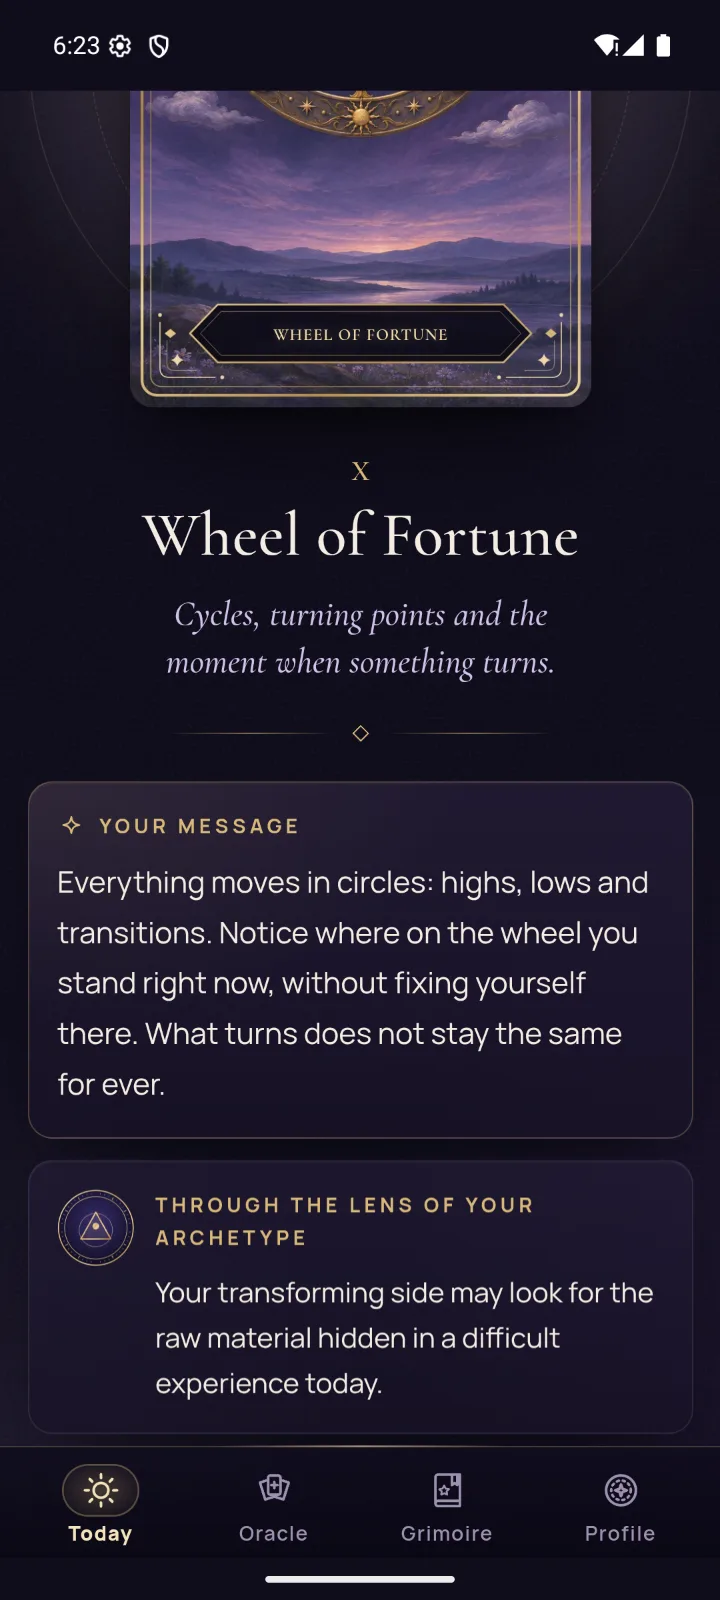 6:23
WHEEL OF FORTUNE
X
Wheel of Fortune
Cycles, turning points and the
moment when something turns.
YOUR MESSAGE
Everything moves in circles: highs, lows and
transitions. Notice where on the wheel you
stand right now, without fixing yourself
there. What turns does not stay the same
for ever.
THROUGH THE LENS OF YOUR
ARCHETYPE
Your transforming side may look for the
raw material hidden in a difficult
experience today.
Today
Oracle
Grimoire
Profile